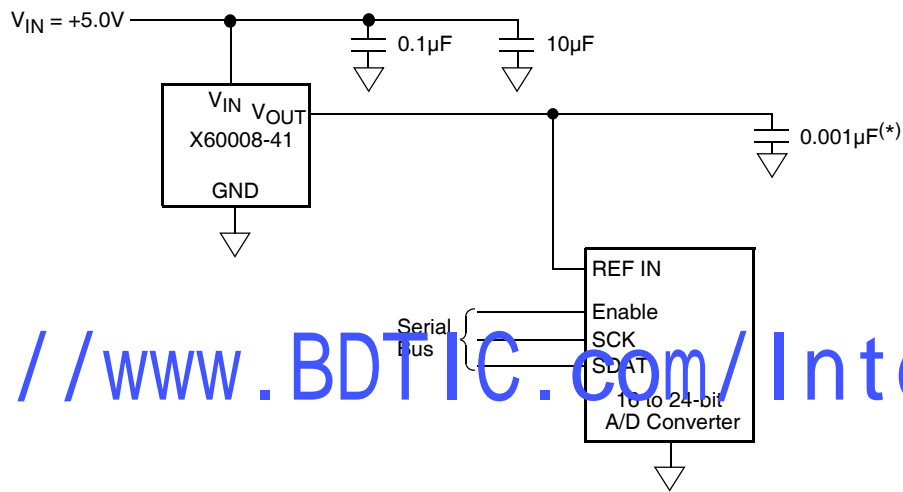 VIN = +5.0V
0.1µF
10µF
VIN
VOUT
X60008-41
GND
0.001µF(*)
REF IN
Enable
Serial
Bus
SCK
SDAT
//www.BDTIC.com/Inte
16 to 24-bit
A/D Converter